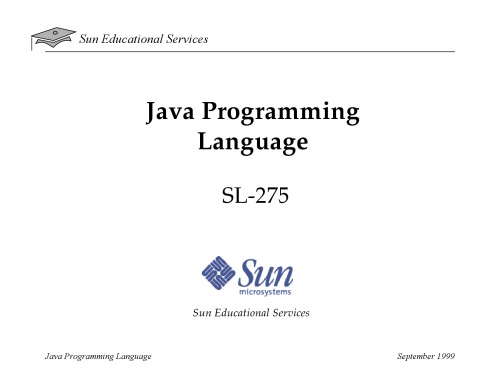 Sun Educational Services
Java Programming
Language
SL-275
Sun
microsystems
Sun Educational Services
Java Programming Language
September 1999